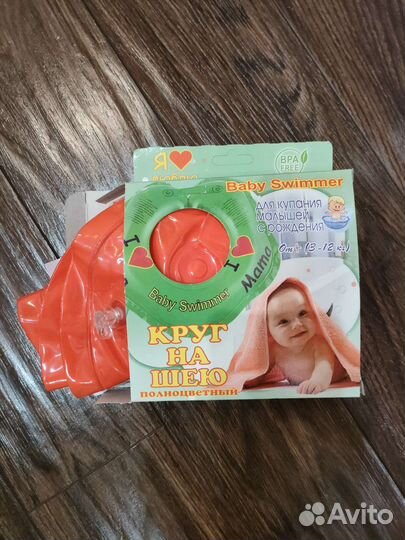 Я
BPA
FREE
Baby Swimmer
для купания
малышей
с рождения
0+ (3-12 кг.)
I
I
Mama
Baby Swimmer
КРУГ
НА
ШЕЮ
полноцветный
Avito